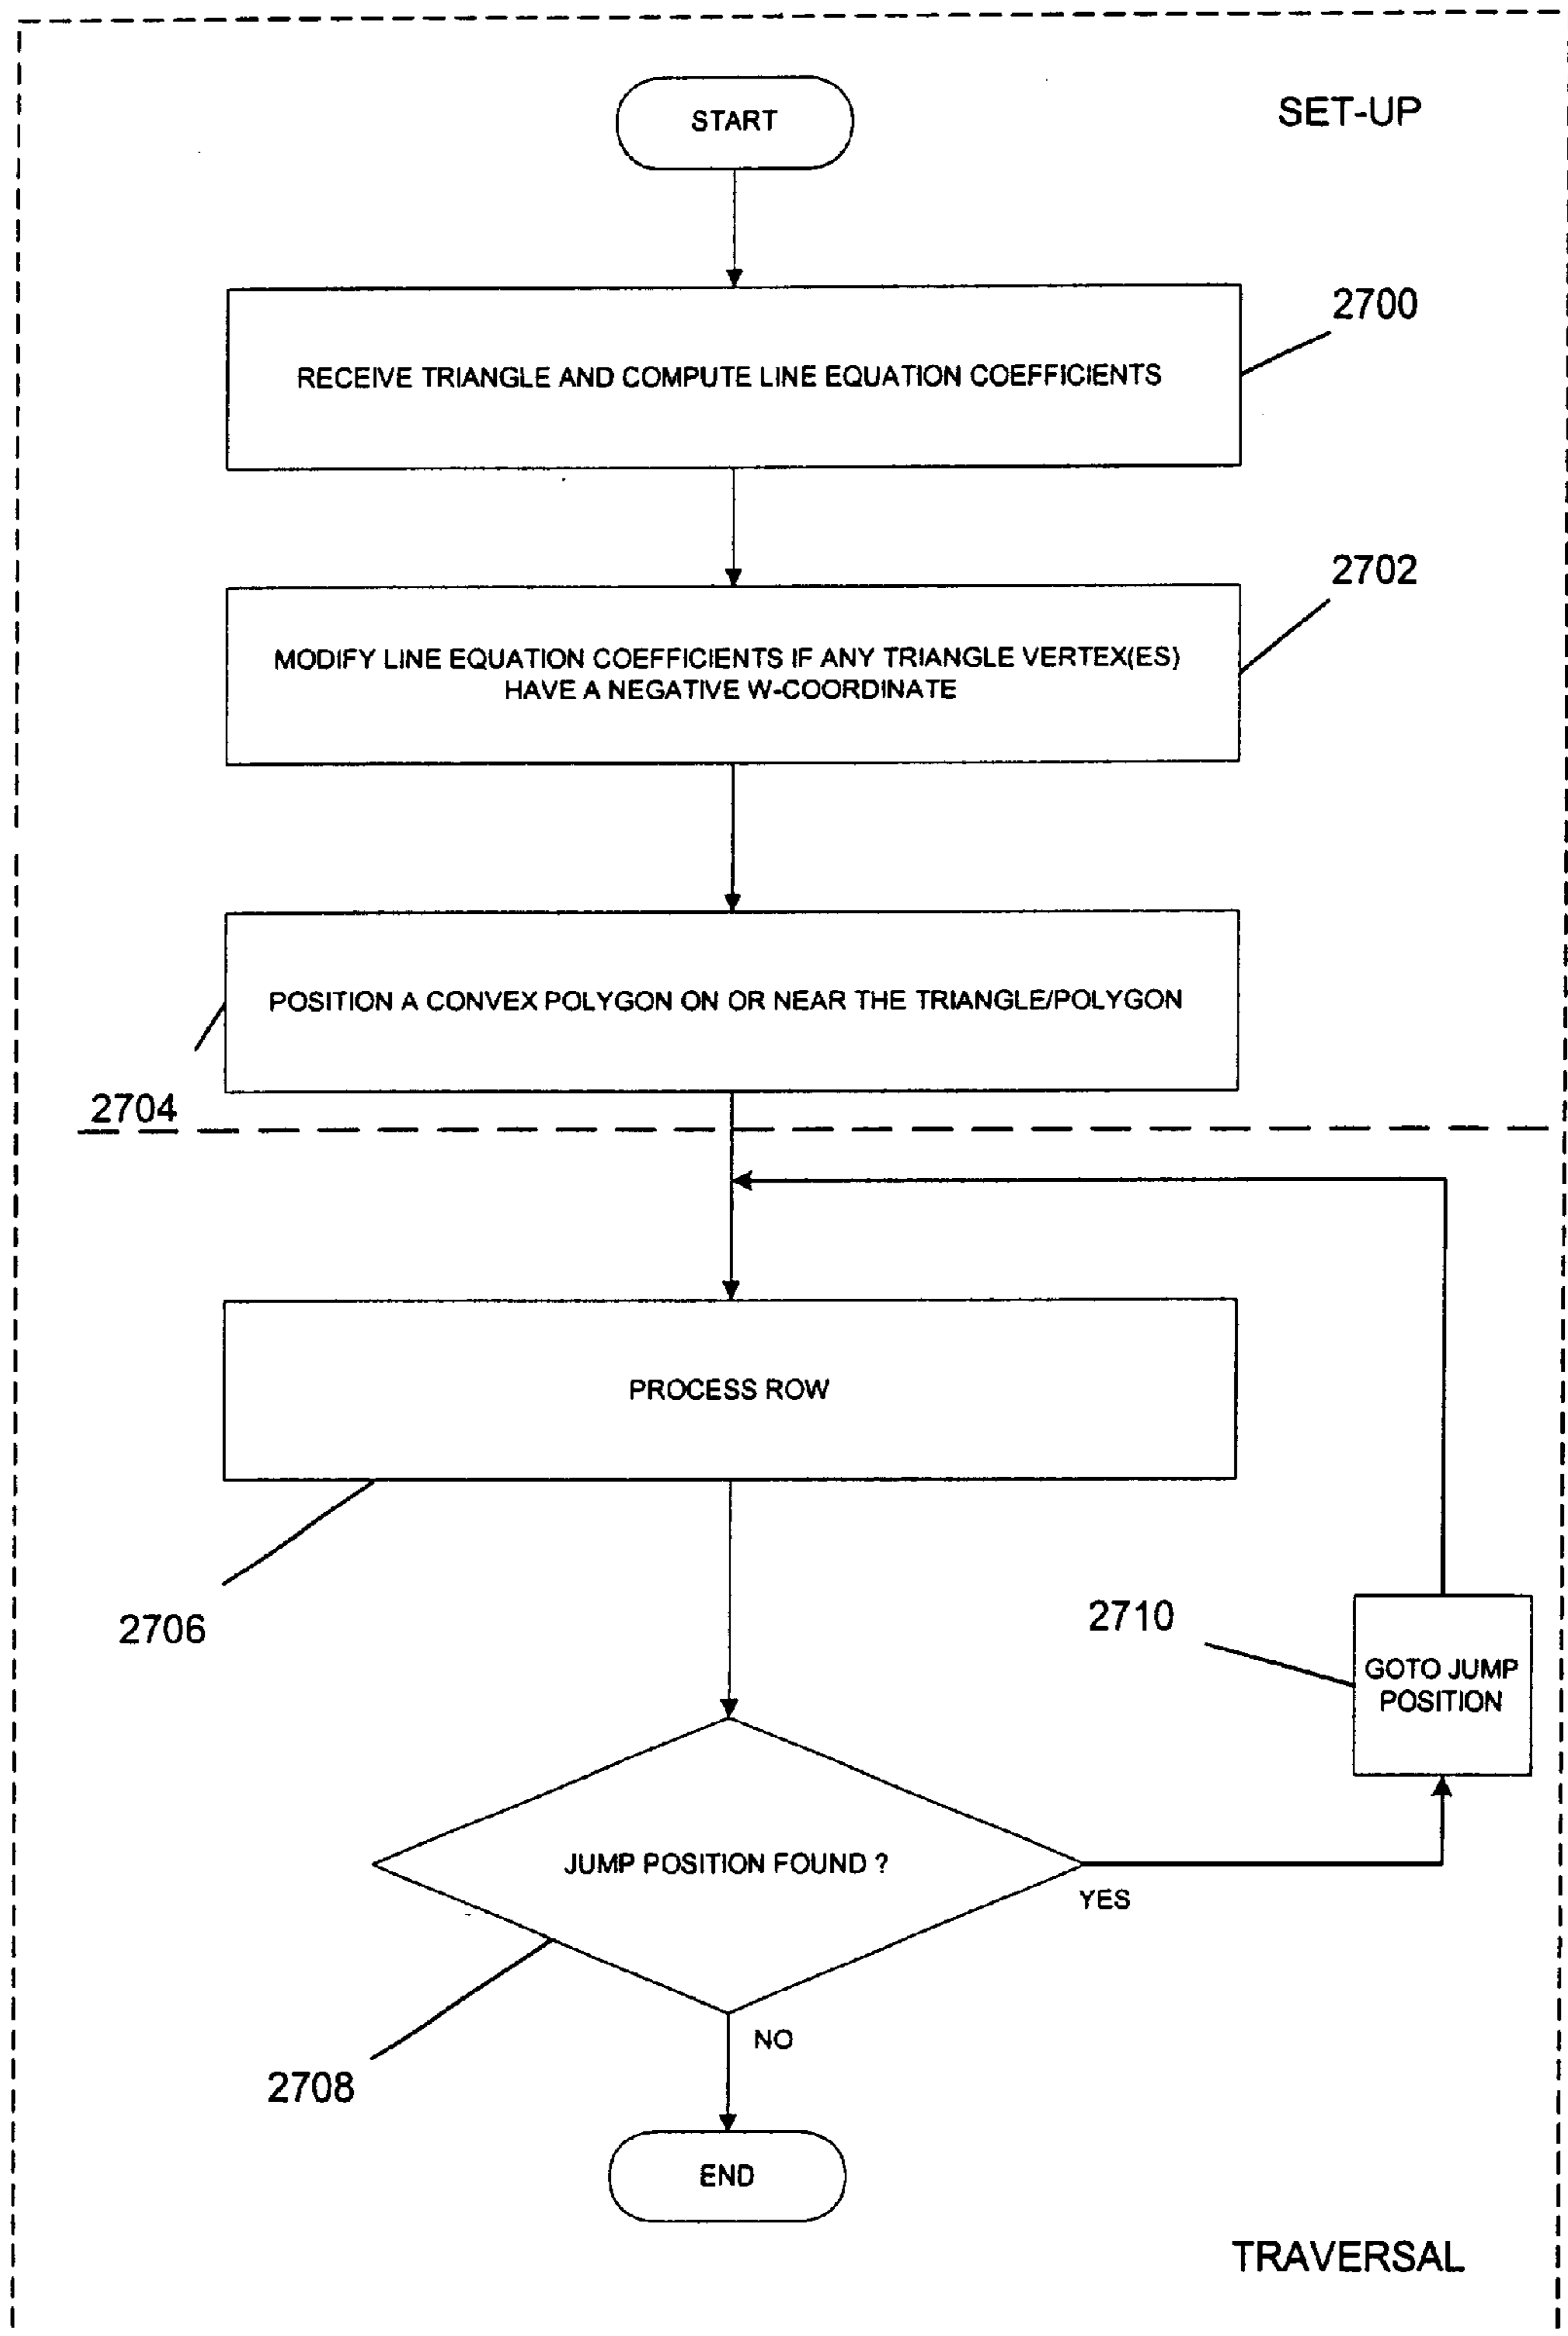 START
SET-UP
2700
RECEIVE TRIANGLE AND COMPUTE LINE EQUATION COEFFICIENTS
2702
MODIFY LINE EQUATION COEFFICIENTS IF ANY TRIANGLE VERTEX(ES)
HAVE A NEGATIVE W-COORDINATE
POSITION A CONVEX POLYGON ON OR NEAR THE TRIANGLE/POLYGON
2704
PROCESS ROW
2706
2710
GOTO JUMP
POSITION
JUMP POSITION FOUND ?
YES
NO
2708
END
TRAVERSAL